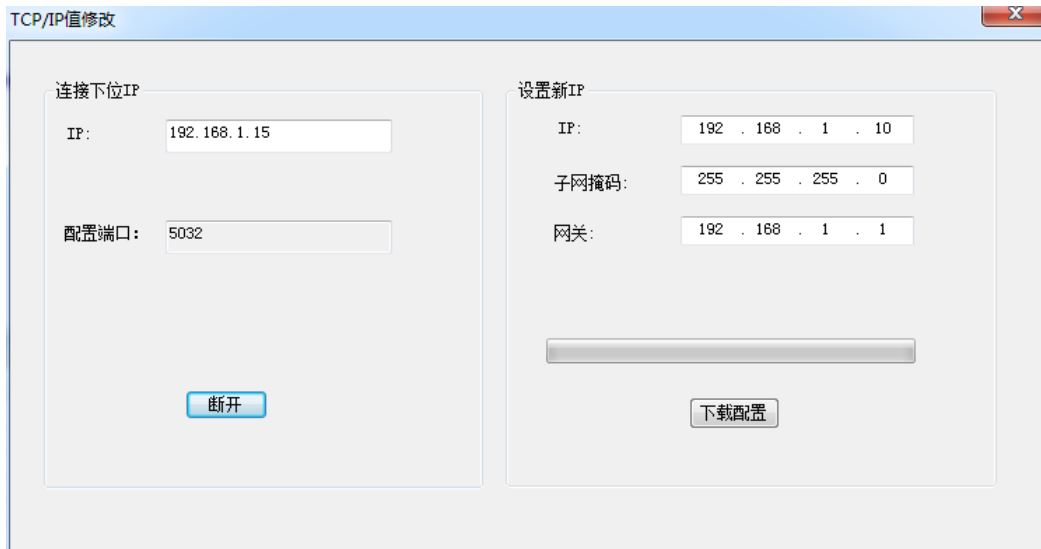 TCP/IP值修改
连接下位IP
IP:
192.168.1.15
配置端口:
5032
断开
设置新IP
IP:
192 . 168 . 1 . 10
子网掩码:
255 . 255 . 255 . 0
网关:
192 . 168 . 1 . 1
下载配置